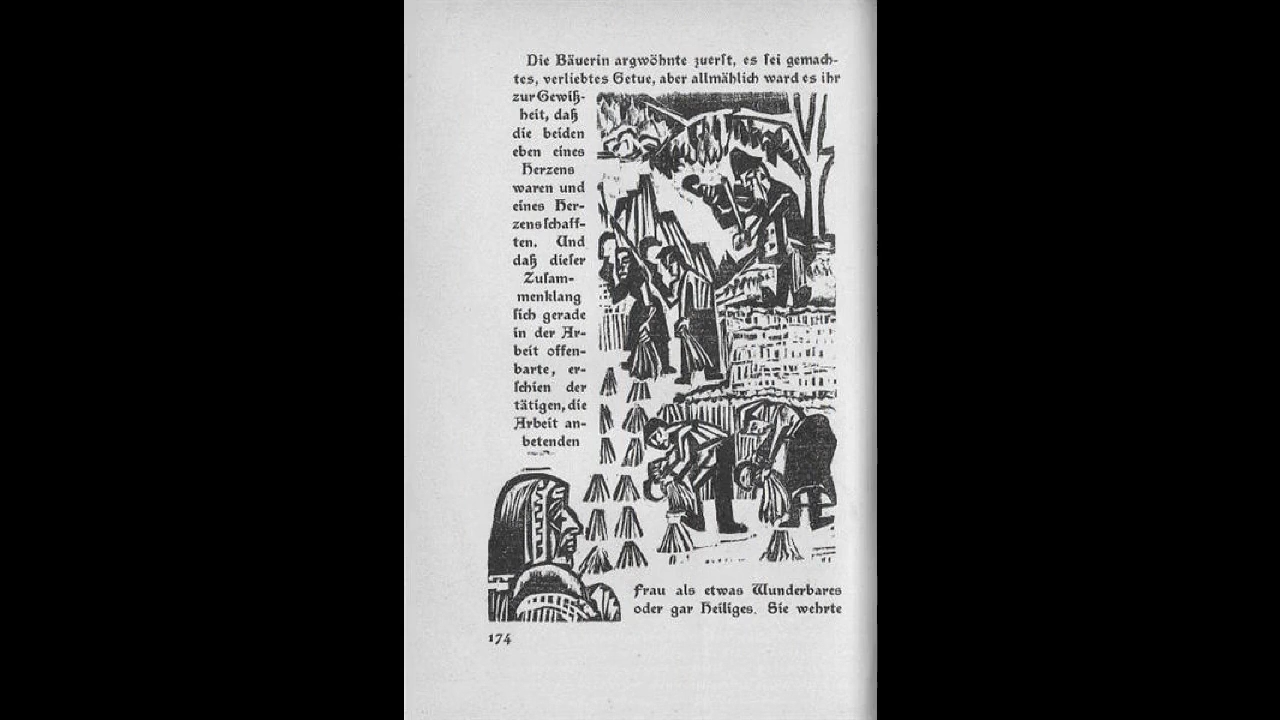 Die Bäuerin argwöhnte zuerſt, es ſei gemach-
tes, verliebtes Getue, aber allmählich ward es ihr
zur Gewiß-
heit, daß
die beiden
eben eines
Herzens
waren und
eines Her-
zens ſchaff-
ten. Und
daß dieſer
Zuſam-
menklang
ſich gerade
in der Ar-
beit offen-
barte, er-
ſchien der
tätigen, die
Arbeit an-
betenden
Frau als etwas Wunderbares
oder gar Heiliges. Sie wehrte
174